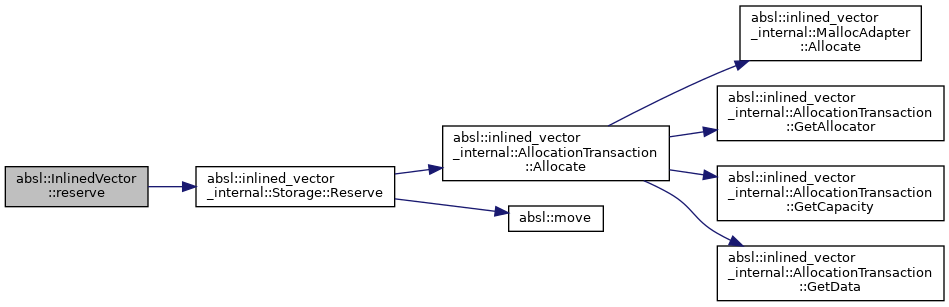 absl::InlinedVector
::reserve
absl::inlined_vector
_internal::Storage::Reserve
absl::inlined_vector
_internal::AllocationTransaction
::Allocate
absl::move
absl::inlined_vector
_internal::MallocAdapter
::Allocate
absl::inlined_vector
_internal::AllocationTransaction
::GetAllocator
absl::inlined_vector
_internal::AllocationTransaction
::GetCapacity
absl::inlined_vector
_internal::AllocationTransaction
::GetData